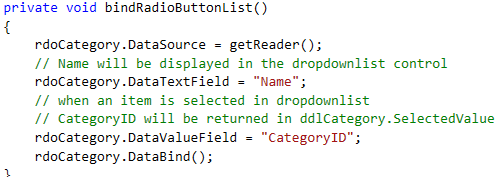 private void bindRadioButtonList()
{
rdoCategory.DataSource = getReader();
// Name will be displayed in the dropdownlist control
rdoCategory.DataTextField = "Name";
// when an item is selected in dropdownlist
// CategoryID will be returned in ddlCategory.SelectedValue
rdoCategory.DataValueField = "CategoryID";
rdoCategory.DataBind();
}